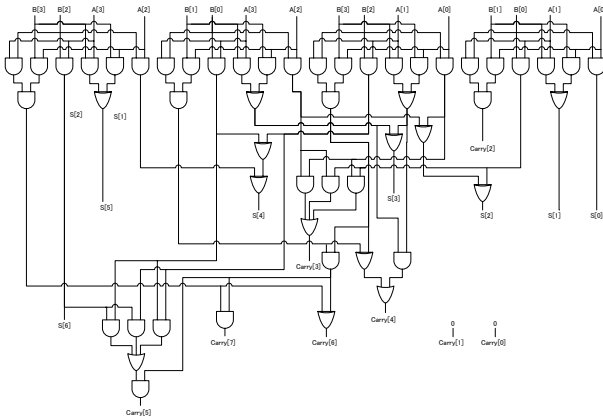 B[3] B[2] A[3] A[2] B[1] B[0] A[3] A[2] B[3] B[2] A[1] A[0] B[1] B[0] A[1] A[0]
S[2] S[1]
Carry[2]
S[3]
S[5] S[4] S[2] S[1] S[0]
Carry[3]
Carry[4]
S[6] 0 0
Carry[7] Carry[6] Carry[1] Carry[0]
Carry[5]